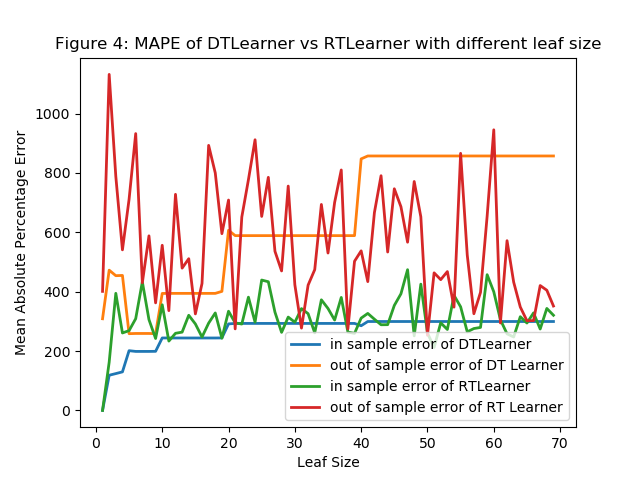 Figure 4: MAPE of DTLearner vs RTLearner with different leaf size
Mean Absolute Percentage Error
1000
800
600
400
200
0
0 10 20 30 40 50 60 70
Leaf Size
in sample error of DTLearner
out of sample error of DT Learner
in sample error of RTLearner
out of sample error of RT Learner